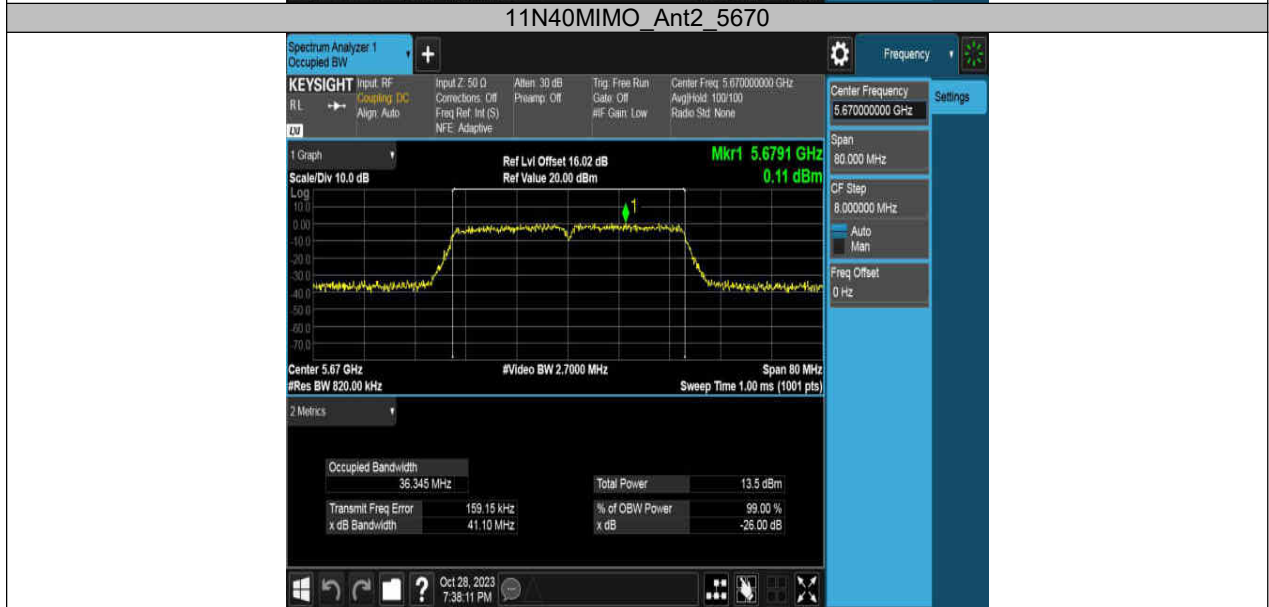 11N40MIMO_Ant2_5670
Spectrum Analyzer 1
Occupied BW
+
Frequency
KEYSIGHT
RL
LXI
Input: RF
Coupling: DC
Align: Auto
Input Z: 50 Ω
Corrections: Off
Freq Ref: Int (S)
NFE: Adaptive
Atten: 30 dB
Preamp: Off
Trig: Free Run
Gate: Off
#IF Gain: Low
Center Freq: 5.670000000 GHz
Avg|Hold: 100/100
Radio Std: None
Center Frequency
5.670000000 GHz
Settings
Span
80.000 MHz
CF Step
8.000000 MHz
Auto
Man
Freq Offset
0 Hz
1 Graph
Scale/Div 10.0 dB
Ref Lvl Offset 16.02 dB
Ref Value 20.00 dBm
Mkr1 5.6791 GHz
0.11 dBm
Log
10.0
0.00
-10.0
-20.0
-30.0
-40.0
-50.0
-60.0
-70.0
1
Center 5.67 GHz
#Video BW 2.7000 MHz
Span 80 MHz
#Res BW 820.00 kHz
Sweep Time 1.00 ms (1001 pts)
2 Metrics
Occupied Bandwidth
36.345 MHz
Total Power 13.5 dBm
Transmit Freq Error 159.15 kHz
% of OBW Power 99.00 %
x dB Bandwidth 41.10 MHz
x dB -26.00 dB
?
Oct 28, 2023
7:38:11 PM